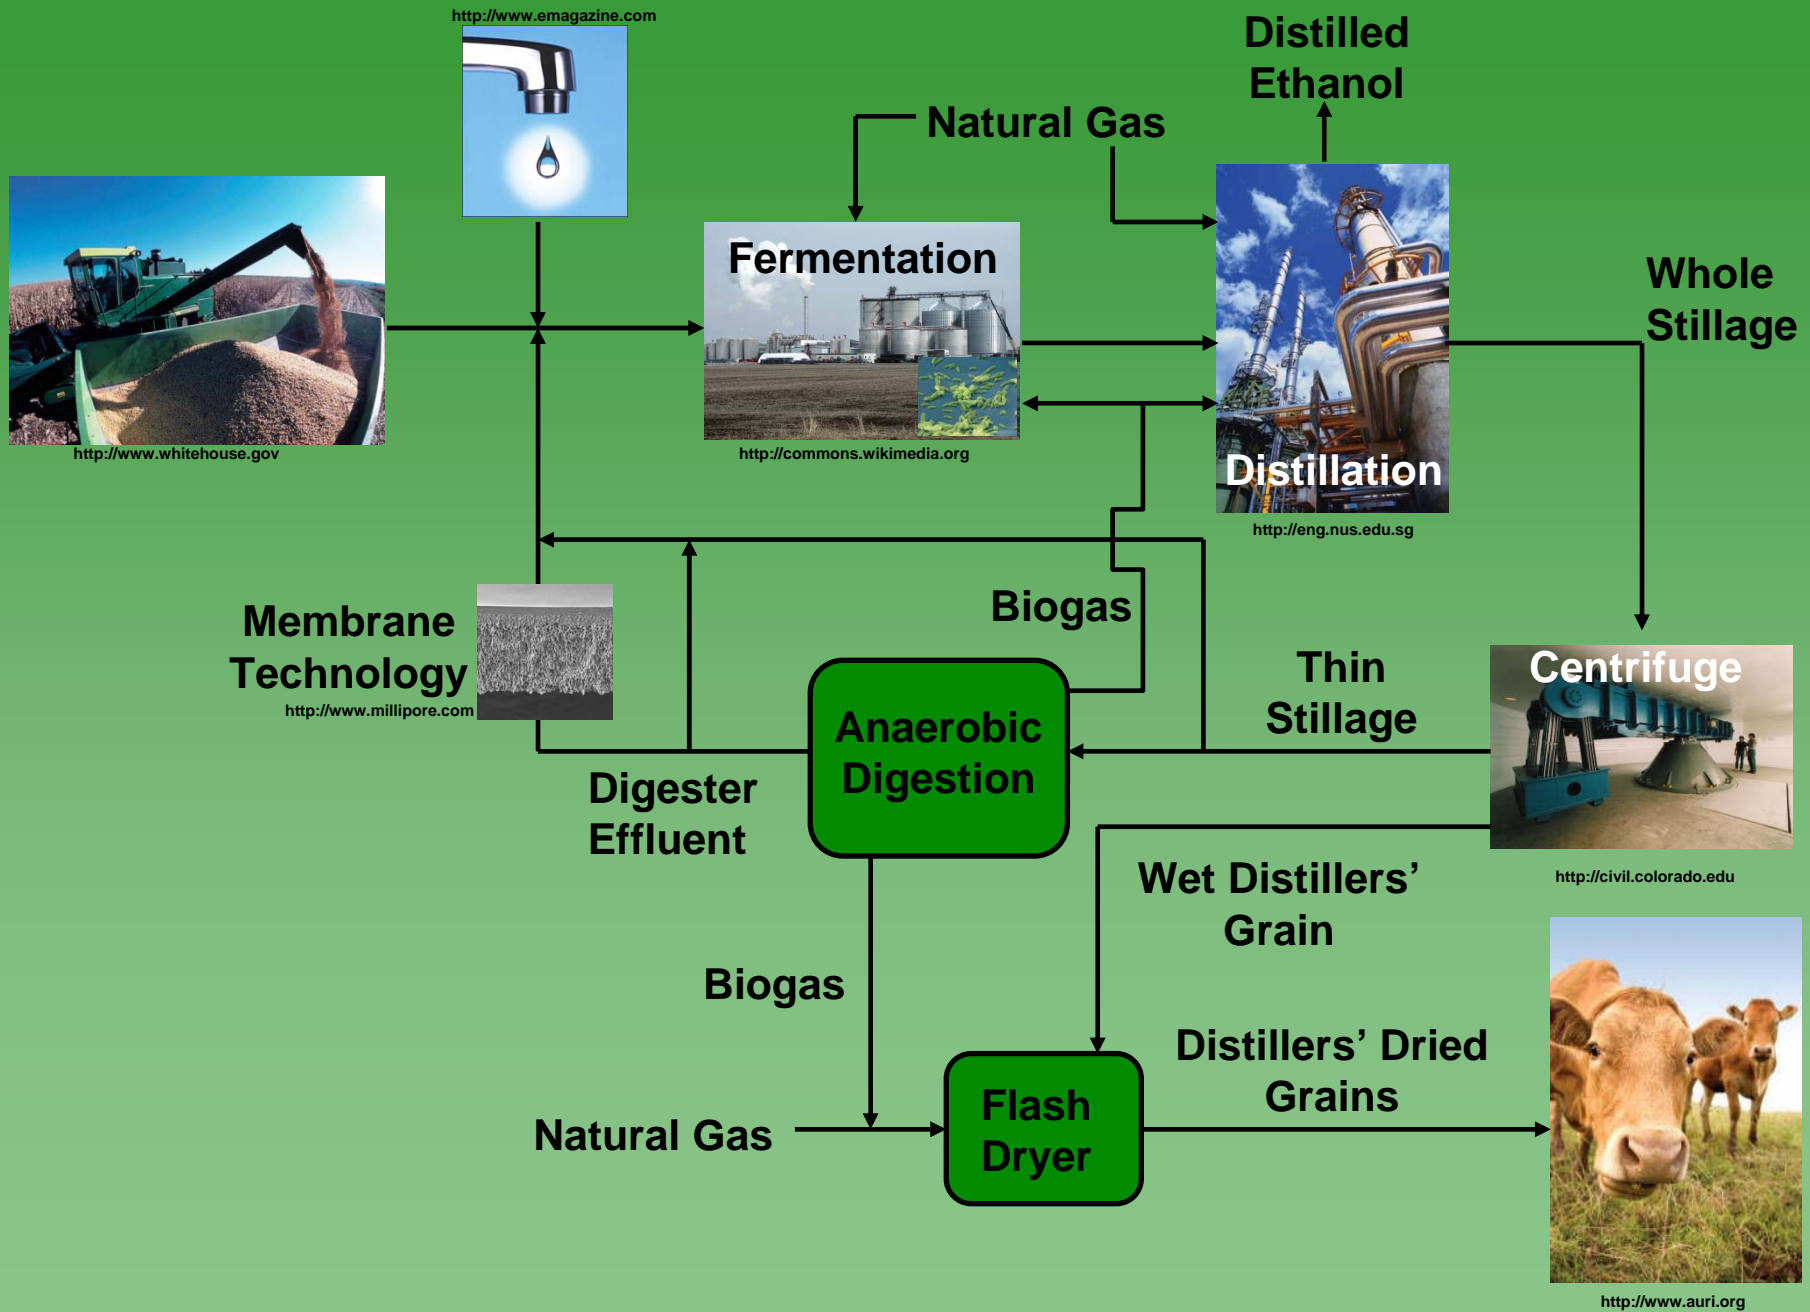 http://www.emagazine.com
Distilled
Ethanol
Natural Gas
Fermentation
Whole
Stillage
http://www.whitehouse.gov
http://commons.wikimedia.org
Distillation
http://eng.nus.edu.sg
Membrane
Technology
http://www.millipore.com
Biogas
Thin
Stillage
Centrifuge
Anaerobic
Digestion
Digester
Effluent
http://civil.colorado.edu
Wet Distillers’
Grain
Biogas
Distillers’ Dried
Grains
Natural Gas
Flash
Dryer
http://www.auri.org